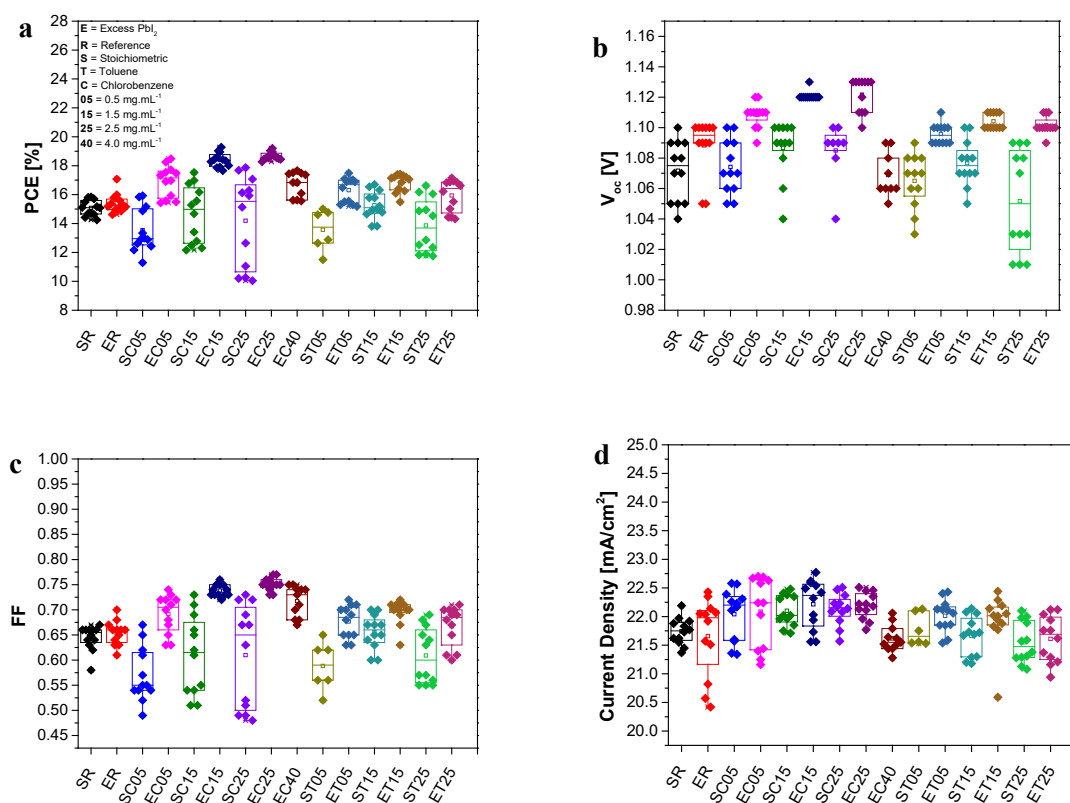 a
E = Excess PbI2
R = Reference
S = Stoichiometric
T = Toluene
C = Chlorobenzene
05 = 0.5 mg.mL-1
15 = 1.5 mg.mL-1
25 = 2.5 mg.mL-1
40 = 4.0 mg.mL-1
PCE [%]
28
26
24
22
20
18
16
14
12
10
8
SR ER SC05 EC05 SC15 EC15 SC25 EC25 EC40 ST05 ET05 ST15 ET15 ST25 ET25
b
Voc [V]
1.16
1.14
1.12
1.10
1.08
1.06
1.04
1.02
1.00
0.98
SR ER SC05 EC05 SC15 EC15 SC25 EC25 EC40 ST05 ET05 ST15 ET15 ST25 ET25
c
FF
1.00
0.95
0.90
0.85
0.80
0.75
0.70
0.65
0.60
0.55
0.50
0.45
SR ER SC05 EC05 SC15 EC15 SC25 EC25 EC40 ST05 ET05 ST15 ET15 ST25 ET25
d
Current Density [mA/cm2]
25.0
24.5
24.0
23.5
23.0
22.5
22.0
21.5
21.0
20.5
20.0
SR ER SC05 EC05 SC15 EC15 SC25 EC25 EC40 ST05 ET05 ST15 ET15 ST25 ET25